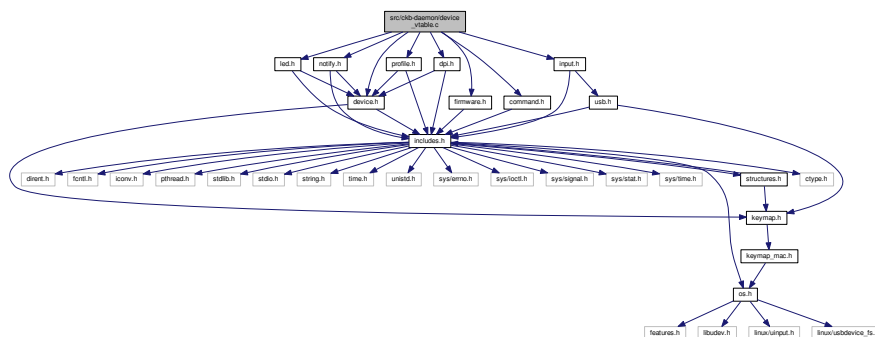 src/ckb-daemon/device
_vtable.c
led.h
notify.h
profile.h
dpi.h
input.h
device.h
firmware.h
command.h
usb.h
includes.h
dirent.h
fcntl.h
iconv.h
pthread.h
stdlib.h
stdio.h
string.h
time.h
unistd.h
sys/errno.h
sys/ioctl.h
sys/signal.h
sys/stat.h
sys/time.h
structures.h
ctype.h
keymap.h
keymap_mac.h
os.h
features.h
libudev.h
linux/uinput.h
linux/usbdevice_fs.